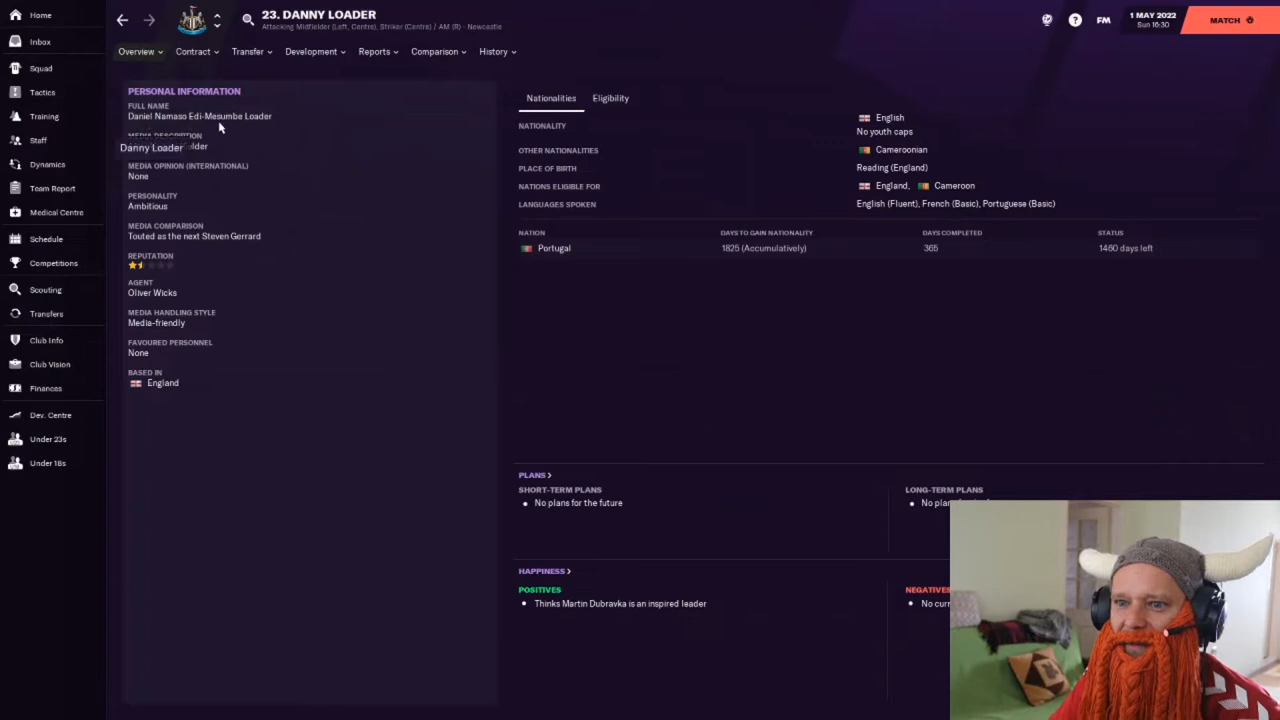 Home
Inbox
Squad
Tactics
Training
Staff
Dynamics
Team Report
Medical Centre
Schedule
Competitions
Scouting
Transfers
Club Info
Club Vision
Finances
Dev. Centre
Under 23s
Under 18s
23. DANNY LOADER
Attacking Midfielder (Left, Centre), Striker (Centre) / AM (R) - Newcastle
? FM 1 MAY 2022
Sun 16:30
MATCH
Overview Contract Transfer Development Reports Comparison History
PERSONAL INFORMATION
FULL NAME
Daniel Namaso Edi-Mesumbe Loader
MEDIA DESCRIPTION
Danny Loader
MEDIA OPINION (INTERNATIONAL)
None
PERSONALITY
Ambitious
MEDIA COMPARISON
Touted as the next Steven Gerrard
REPUTATION
AGENT
Oliver Wicks
MEDIA HANDLING STYLE
Media-friendly
FAVOURED PERSONNEL
None
BASED IN
England
Nationalities Eligibility
NATIONALITY English
No youth caps
OTHER NATIONALITIES Cameroonian
PLACE OF BIRTH Reading (England)
NATIONS ELIGIBLE FOR England, Cameroon
LANGUAGES SPOKEN English (Fluent), French (Basic), Portuguese (Basic)
NATION DAYS TO GAIN NATIONALITY DAYS COMPLETED STATUS
Portugal 1825 (Accumulatively) 365 1460 days left
PLANS >
SHORT-TERM PLANS
• No plans for the future
LONG-TERM PLANS
• No plan
HAPPINESS >
POSITIVES
• Thinks Martin Dubravka is an inspired leader
NEGATIVES
• No curr